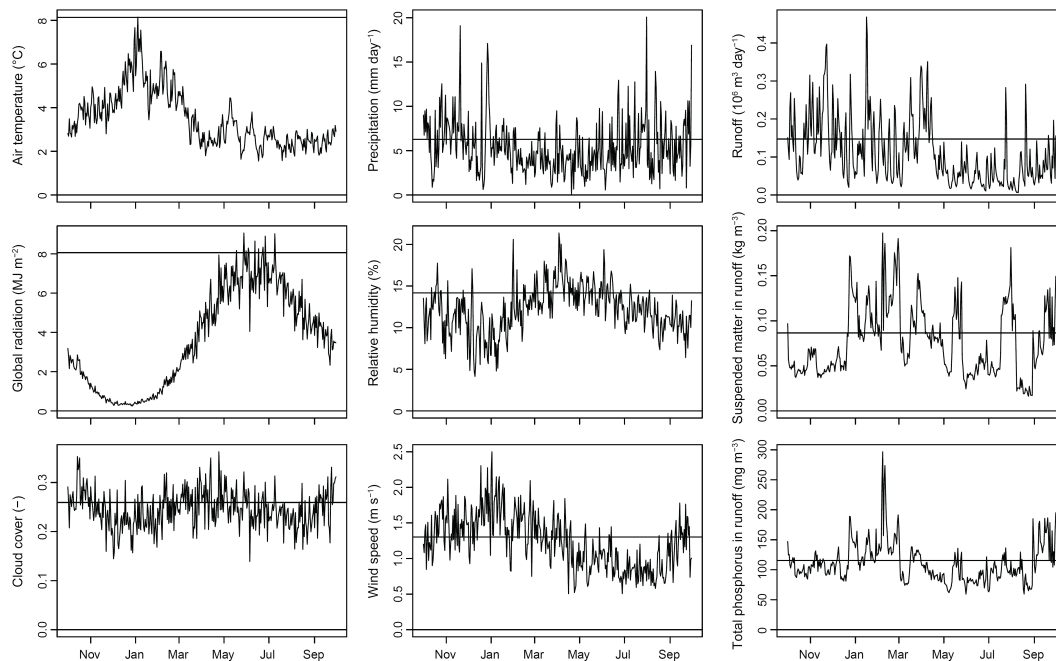 Air temperature (°C)
0 2 4 6 8
Precipitation (mm day⁻¹)
0 5 10 15 20
Runoff (10⁶ m³ day⁻¹)
0.0 0.1 0.2 0.3 0.4
Global radiation (MJ m⁻²)
0 2 4 6 8
Relative humidity (%)
0 5 10 15 20
Suspended matter in runoff (kg m⁻³)
0.00 0.05 0.10 0.15 0.20
Cloud cover (–)
0.0 0.1 0.2 0.3
Wind speed (m s⁻¹)
0.0 0.5 1.0 1.5 2.0 2.5
Total phosphorus in runoff (mg m⁻³)
0 50 100 150 200 250 300
Nov Jan Mar May Jul Sep
Nov Jan Mar May Jul Sep
Nov Jan Mar May Jul Sep